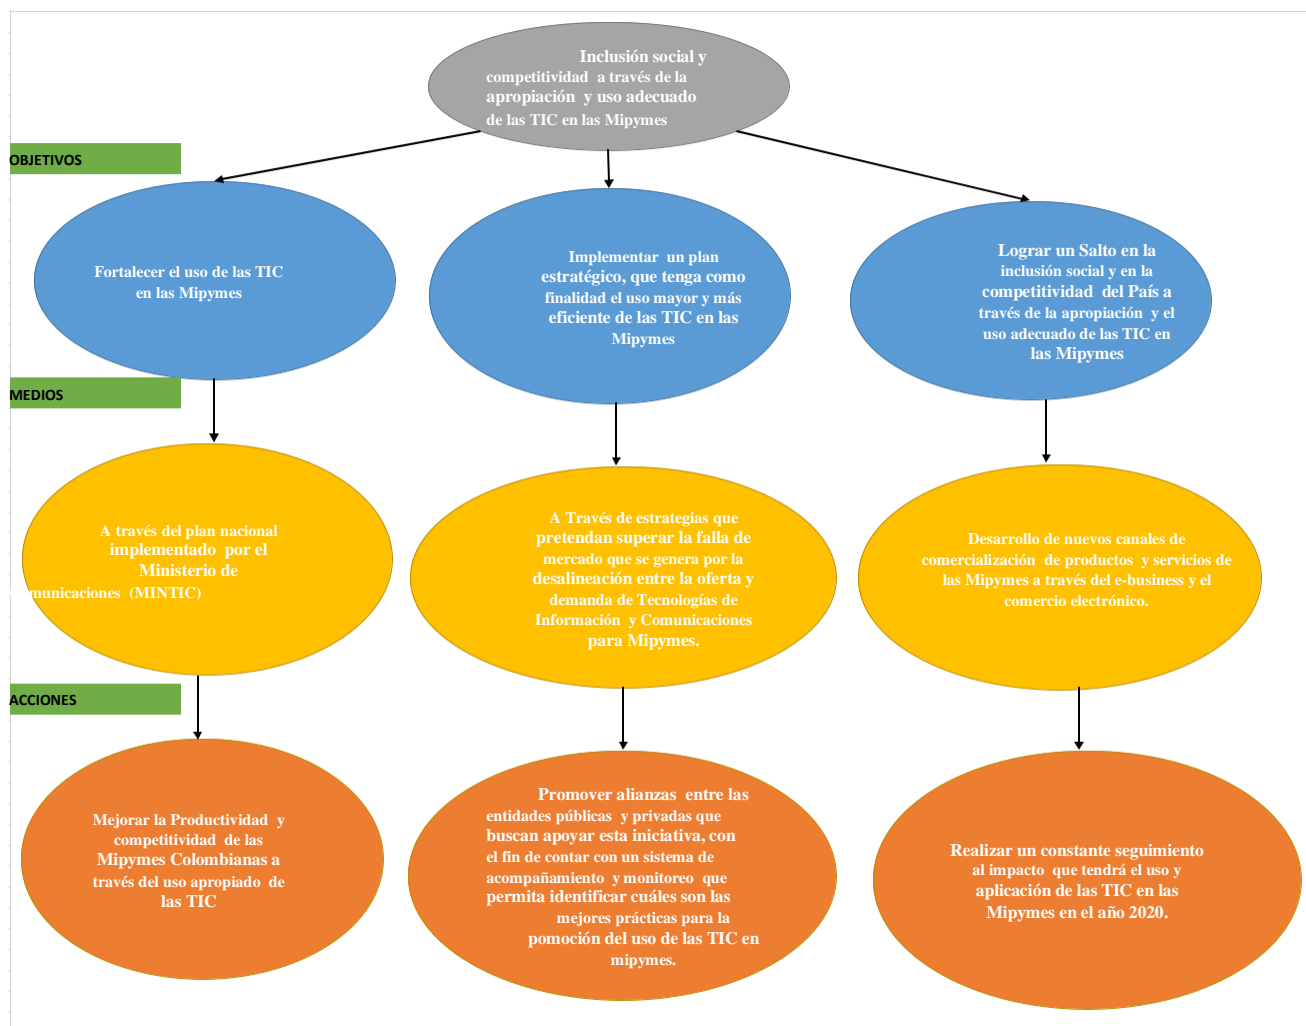 Inclusión social y
competitividad a través de la
apropiación y uso adecuado
de las TIC en las Mipymes
OBJETIVOS
Fortalecer el uso de las TIC
en las Mipymes
Implementar un plan
estratégico, que tenga como
finalidad el uso mayor y más
eficiente de las TIC en las
Mipymes
Lograr un Salto en la
inclusión social y en la
competitividad del País a
través de la apropiación y el
uso adecuado de las TIC en
las Mipymes
MEDIOS
A través del plan nacional
implementado por el
Ministerio de
municaciones (MINTIC)
A Través de estrategias que
pretendan superar la falla de
mercado que se genera por la
desalineación entre la oferta y
demanda de Tecnologías de
Información y Comunicaciones
para Mipymes.
Desarrollo de nuevos canales de
comercialización de productos y servicios de
las Mipymes a través del e-business y el
comercio electrónico.
ACCIONES
Mejorar la Productividad y
competitividad de las
Mipymes Colombianas a
través del uso apropiado de
las TIC
Promover alianzas entre las
entidades públicas y privadas que
buscan apoyar esta iniciativa, con
el fin de contar con un sistema de
acompañamiento y monitoreo que
permita identificar cuáles son las
mejores prácticas para la
pomoción del uso de las TIC en
mipymes.
Realizar un constante seguimiento
al impacto que tendrá el uso y
aplicación de las TIC en las
Mipymes en el año 2020.